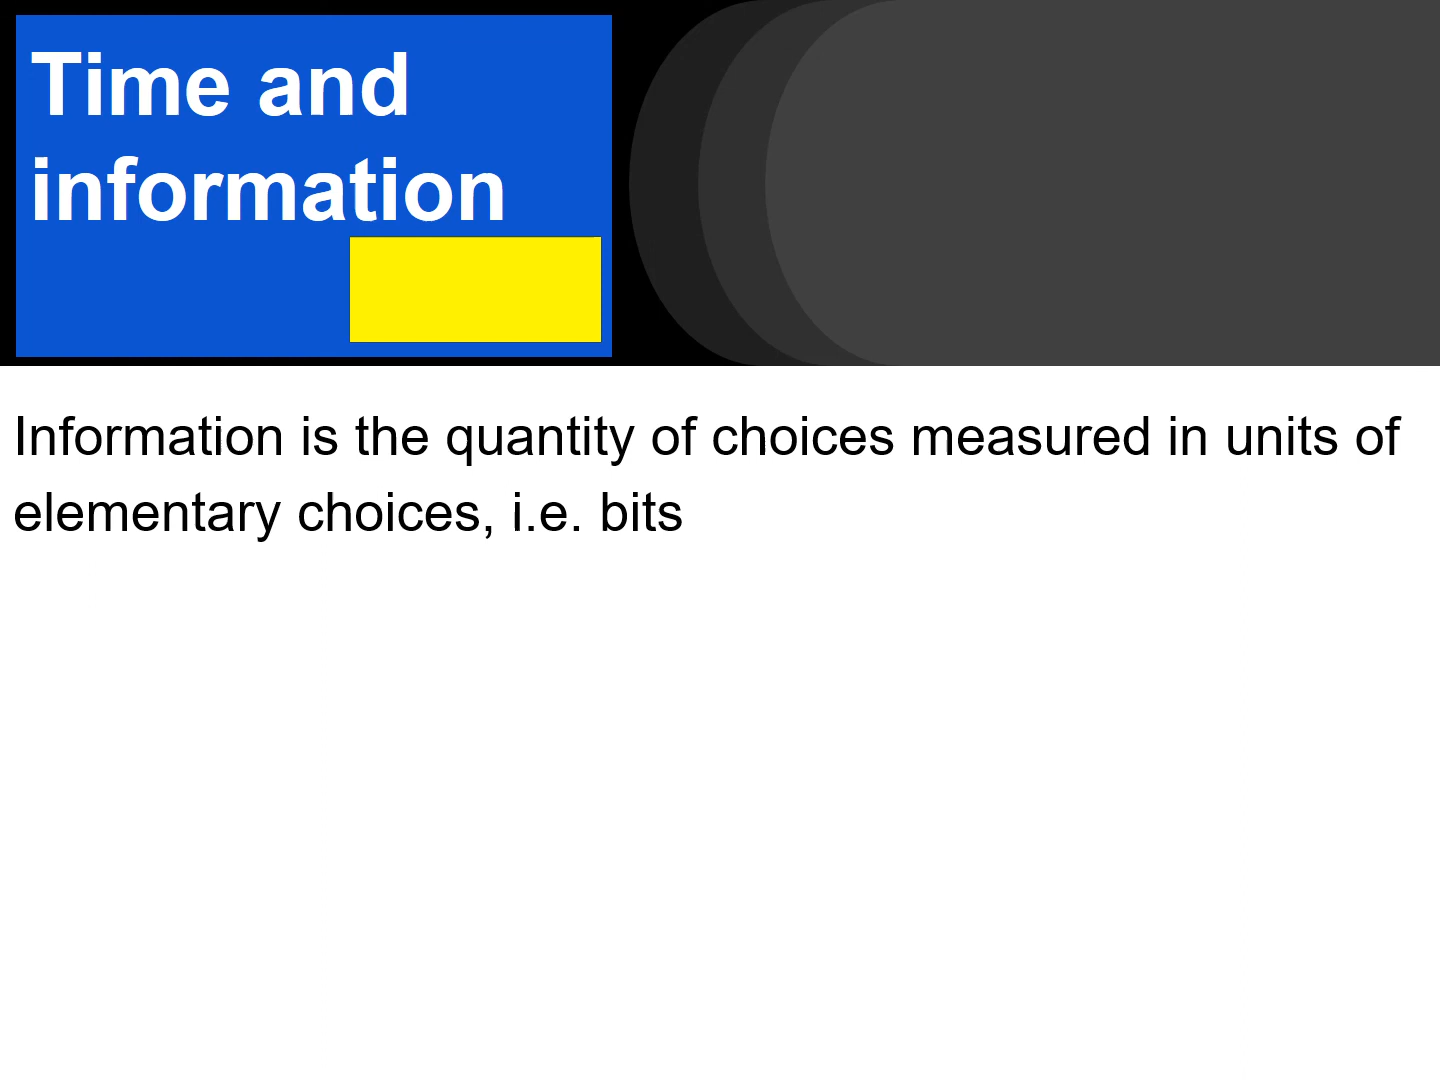 Time and
information
Information is the quantity of choices measured in units of
elementary choices, i.e. bits